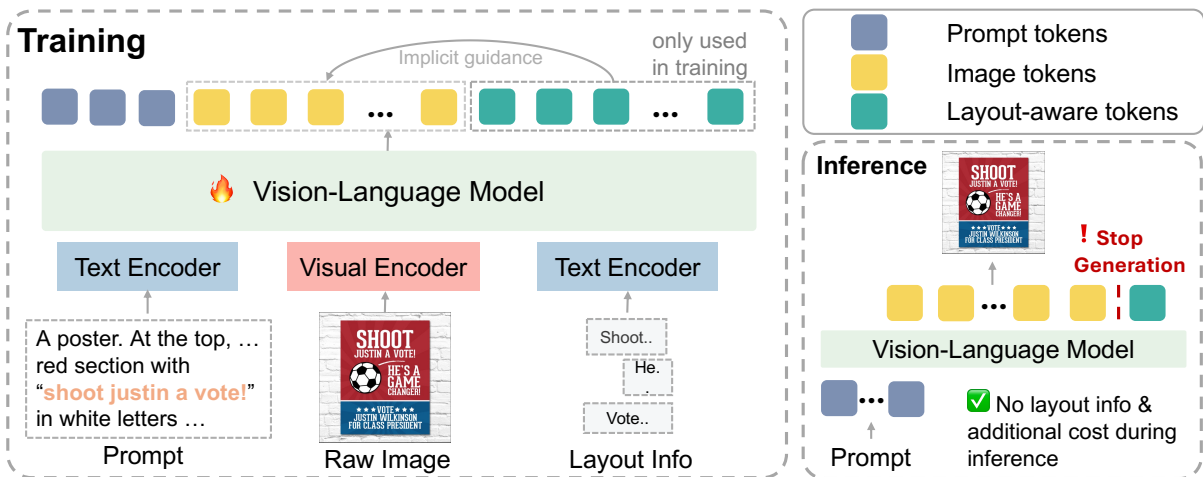 Training
Implicit guidance
only used
in training
...
...
Vision-Language Model
Text Encoder
Visual Encoder
Text Encoder
A poster. At the top, …
red section with
“shoot justin a vote!”
in white letters …
SHOOT
JUSTIN A VOTE!
HE'S A
GAME
CHANGER!
★★★VOTE★★★
JUSTIN WILKINSON
FOR CLASS PRESIDENT
Shoot..
He.
.
Vote..
Prompt
Raw Image
Layout Info
Prompt tokens
Image tokens
Layout-aware tokens
Inference
SHOOT
JUSTIN A VOTE!
HE'S A
GAME
CHANGER!
★★★VOTE★★★
JUSTIN WILKINSON
FOR CLASS PRESIDENT
! Stop
Generation
...
Vision-Language Model
...
Prompt
✅ No layout info &
additional cost during
inference